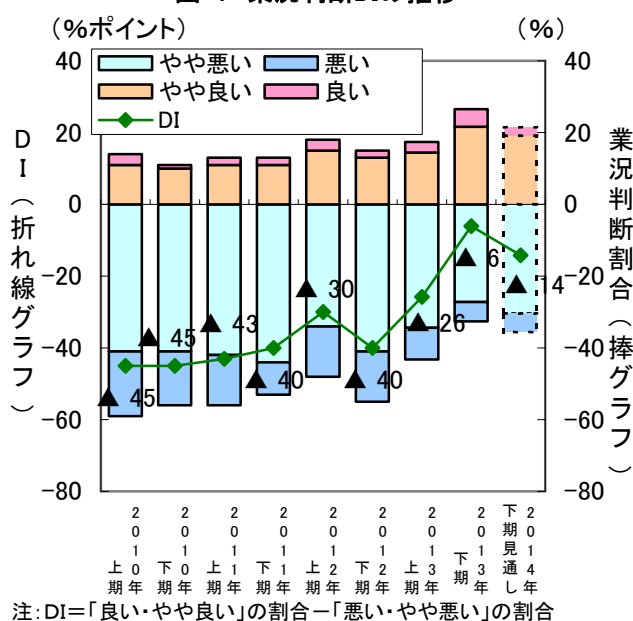 （%ポイント）
（%）
やや悪い
悪い
やや良い
良い
DI
40
20
0
−20
−40
−60
−80
40
20
0
−20
−40
−60
−80
DI（折れ線グラフ）
業況判断割合（捧グラフ）
▲ 45
▲ 45
▲ 43
▲ 40
▲ 30
▲ 40
▲ 26
▲ 6
▲ 4
2010年
上期
2010年
下期
2011年
上期
2011年
下期
2012年
上期
2012年
下期
2013年
上期
2013年
下期
2014年
下期見通し
注：DI＝「良い・やや良い」の割合－「悪い・やや悪い」の割合